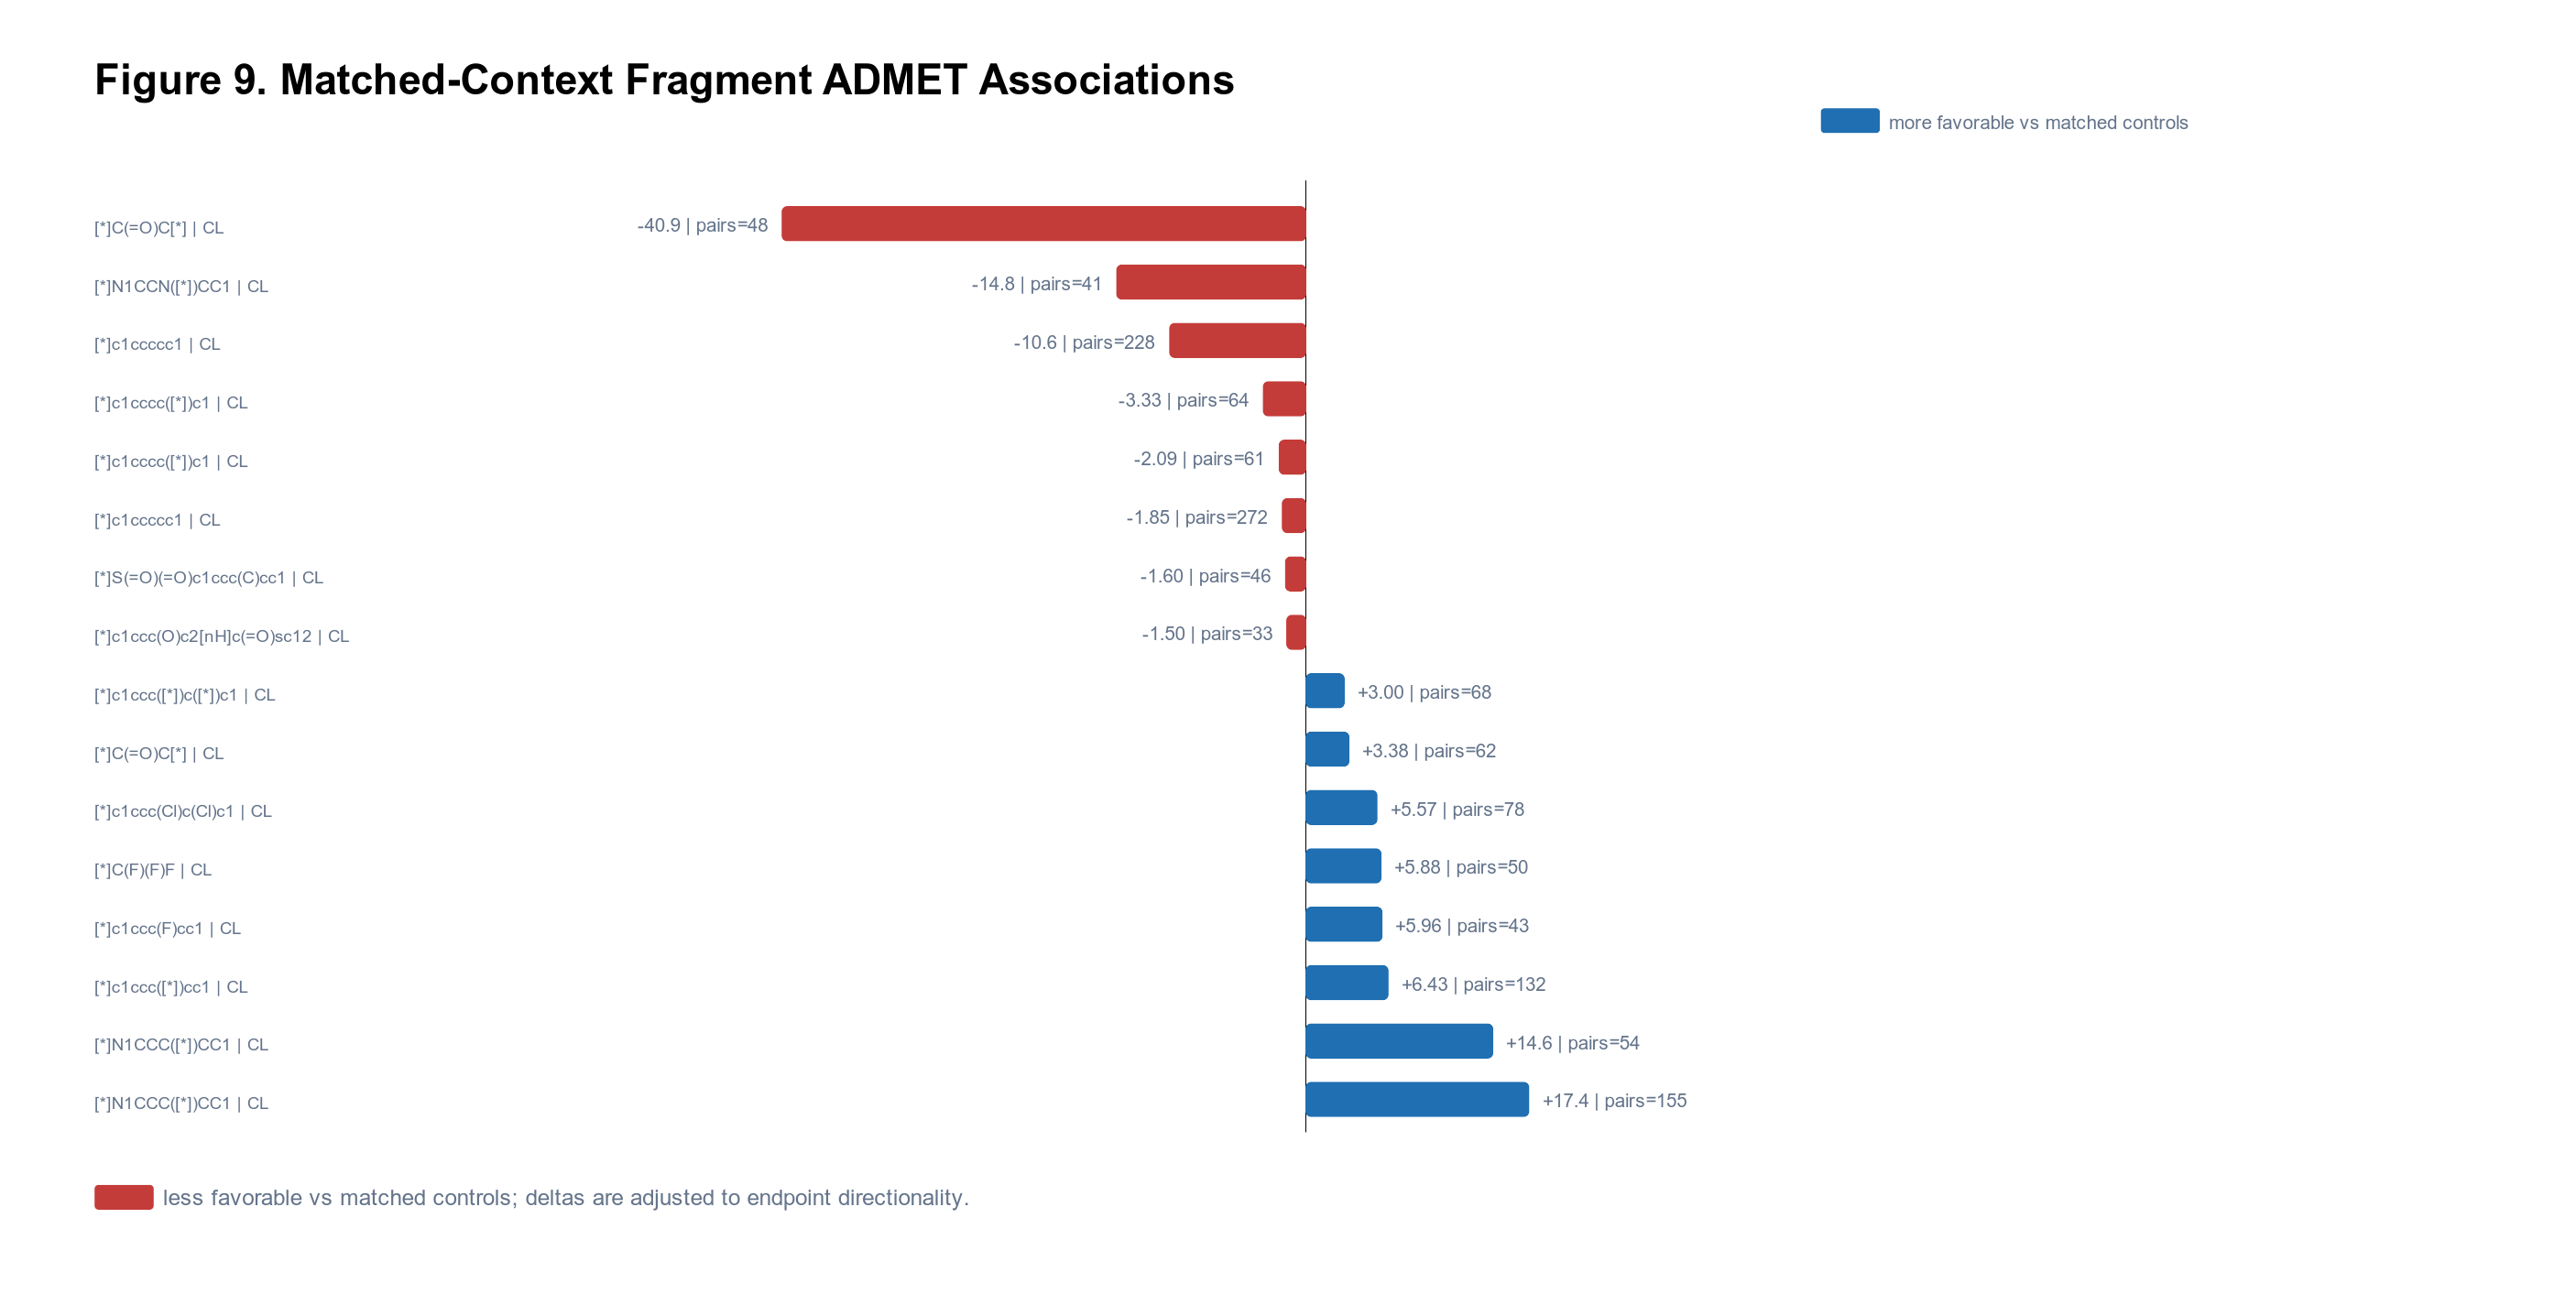 Figure 9. Matched-Context Fragment ADMET Associations
more favorable vs matched controls
[*]C(=O)C[*] | CL -40.9 | pairs=48
[*]N1CCN([*])CC1 | CL -14.8 | pairs=41
[*]c1ccccc1 | CL -10.6 | pairs=228
[*]c1cccc([*])c1 | CL -3.33 | pairs=64
[*]c1cccc([*])c1 | CL -2.09 | pairs=61
[*]c1ccccc1 | CL -1.85 | pairs=272
[*]S(=O)(=O)c1ccc(C)cc1 | CL -1.60 | pairs=46
[*]c1ccc(O)c2[nH]c(=O)sc12 | CL -1.50 | pairs=33
[*]c1ccc([*])c([*])c1 | CL +3.00 | pairs=68
[*]C(=O)C[*] | CL +3.38 | pairs=62
[*]c1ccc(Cl)c(Cl)c1 | CL +5.57 | pairs=78
[*]C(F)(F)F | CL +5.88 | pairs=50
[*]c1ccc(F)cc1 | CL +5.96 | pairs=43
[*]c1ccc([*])cc1 | CL +6.43 | pairs=132
[*]N1CCC([*])CC1 | CL +14.6 | pairs=54
[*]N1CCC([*])CC1 | CL +17.4 | pairs=155
less favorable vs matched controls; deltas are adjusted to endpoint directionality.